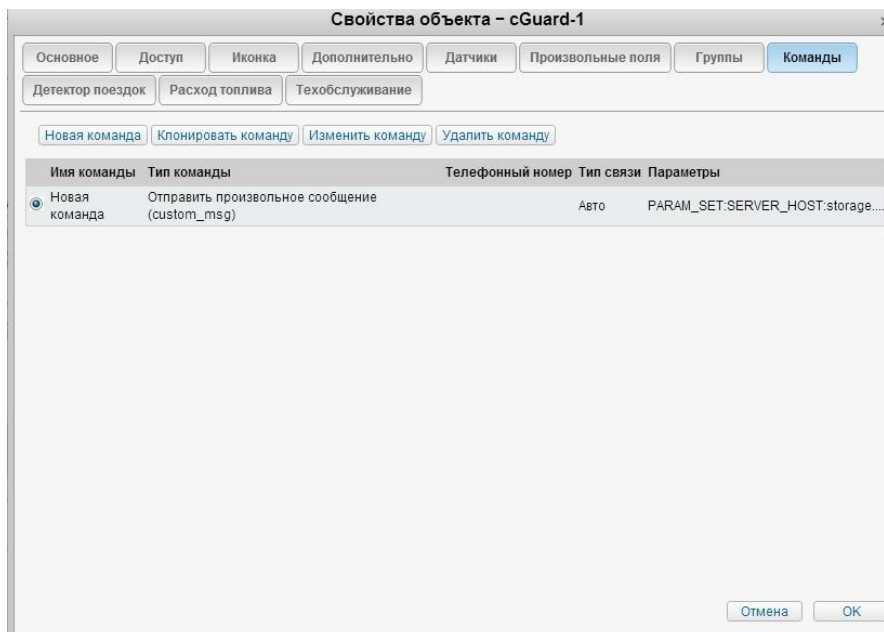 Свойства объекта – cGuard-1
Основное Доступ Иконка Дополнительно Датчики Произвольные поля Группы Команды
Детектор поездок Расход топлива Техобслуживание
Новая команда Клонировать команду Изменить команду Удалить команду
Имя команды Тип команды Телефонный номер Тип связи Параметры
Новая команда Отправить произвольное сообщение (custom_msg) Авто PARAM_SET:SERVER_HOST:storage....
Отмена OK